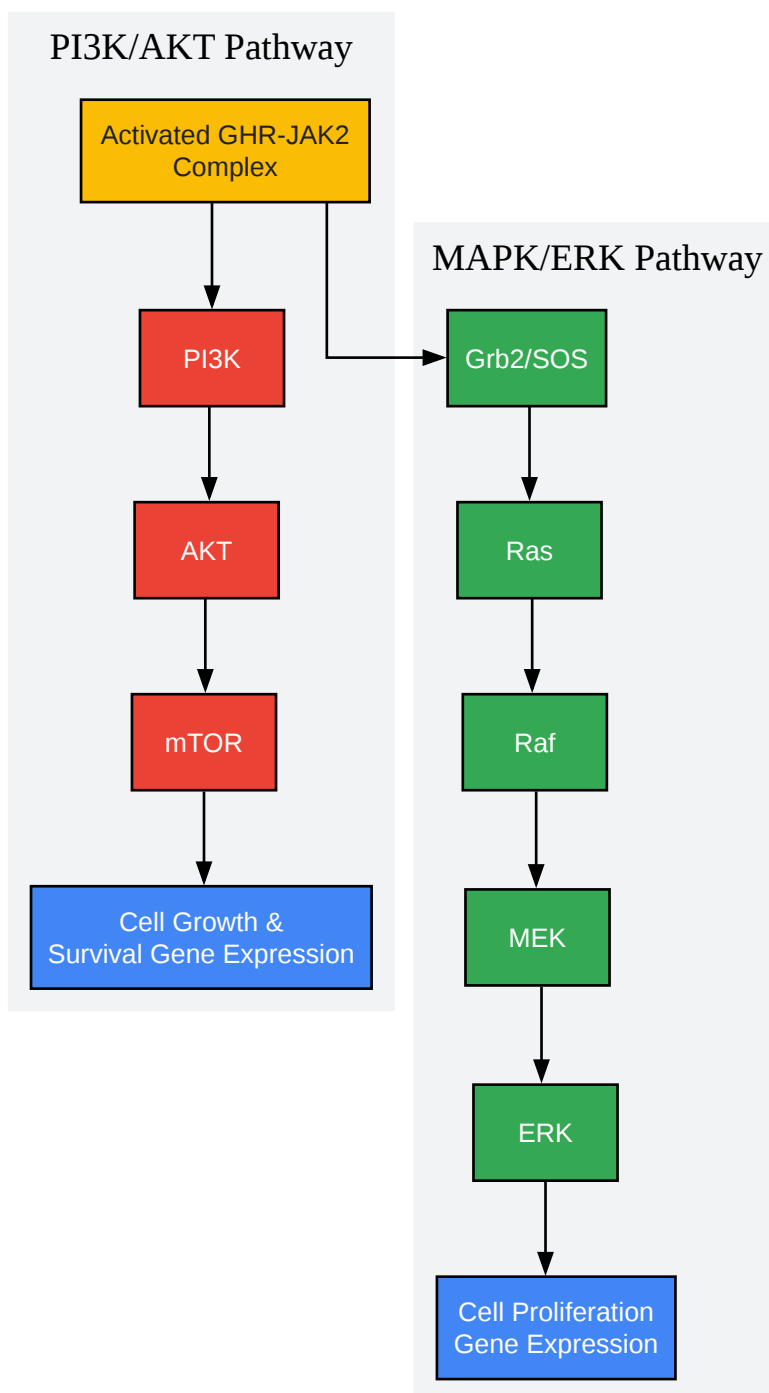 PI3K/AKT Pathway
Activated GHR-JAK2
Complex
PI3K
AKT
mTOR
Cell Growth &
Survival Gene Expression
MAPK/ERK Pathway
Grb2/SOS
Ras
Raf
MEK
ERK
Cell Proliferation
Gene Expression